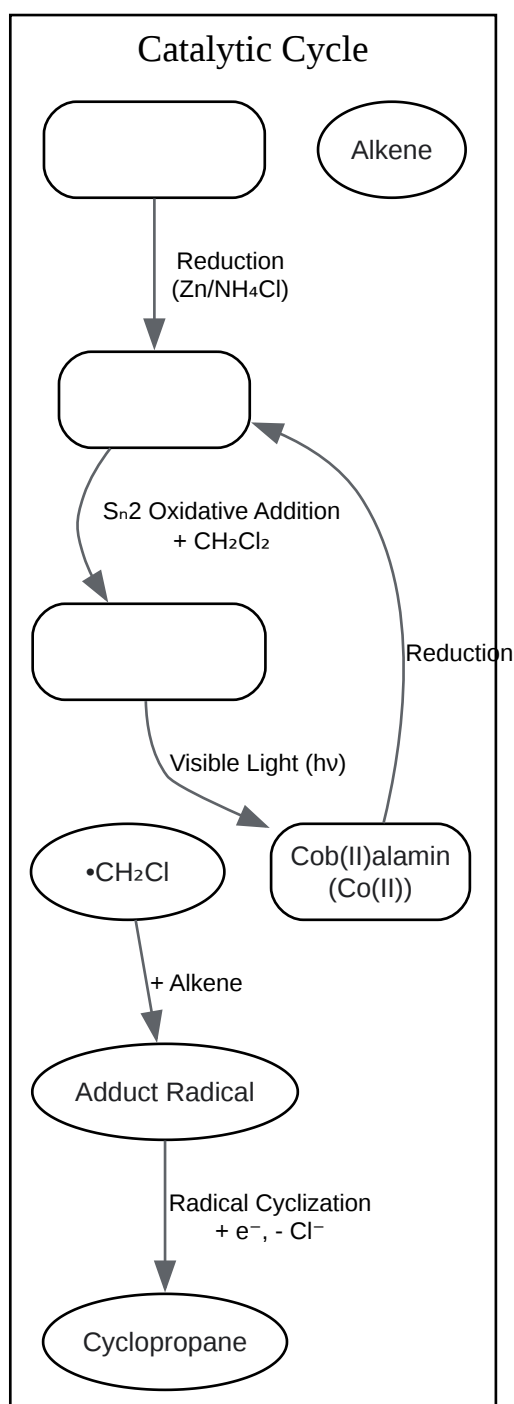 Catalytic Cycle
Alkene
Reduction
(Zn/NH₄Cl)
Sₙ2 Oxidative Addition
+ CH₂Cl₂
Reduction
Visible Light (hν)
Cob(II)alamin
(Co(II))
•CH₂Cl
+ Alkene
Adduct Radical
Radical Cyclization
+ e⁻, - Cl⁻
Cyclopropane